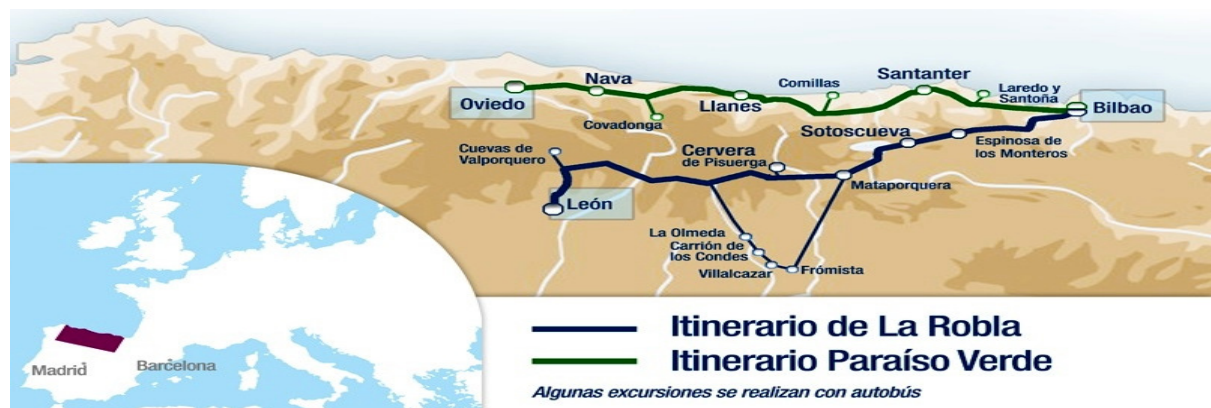 Oviedo
Nava
Covadonga
Llanes
Comillas
Santanter
Laredo y
Santoña
Bilbao
Sotoscueva
Espinosa de
los Monteros
Cuevas de
Valporquero
Cervera
de Pisuerga
Mataporquera
León
La Olmeda
Carrión de
los Condes
Villalcazar
Frómista
Madrid
Barcelona
Itinerario de La Robla
Itinerario Paraíso Verde
Algunas excursiones se realizan con autobús